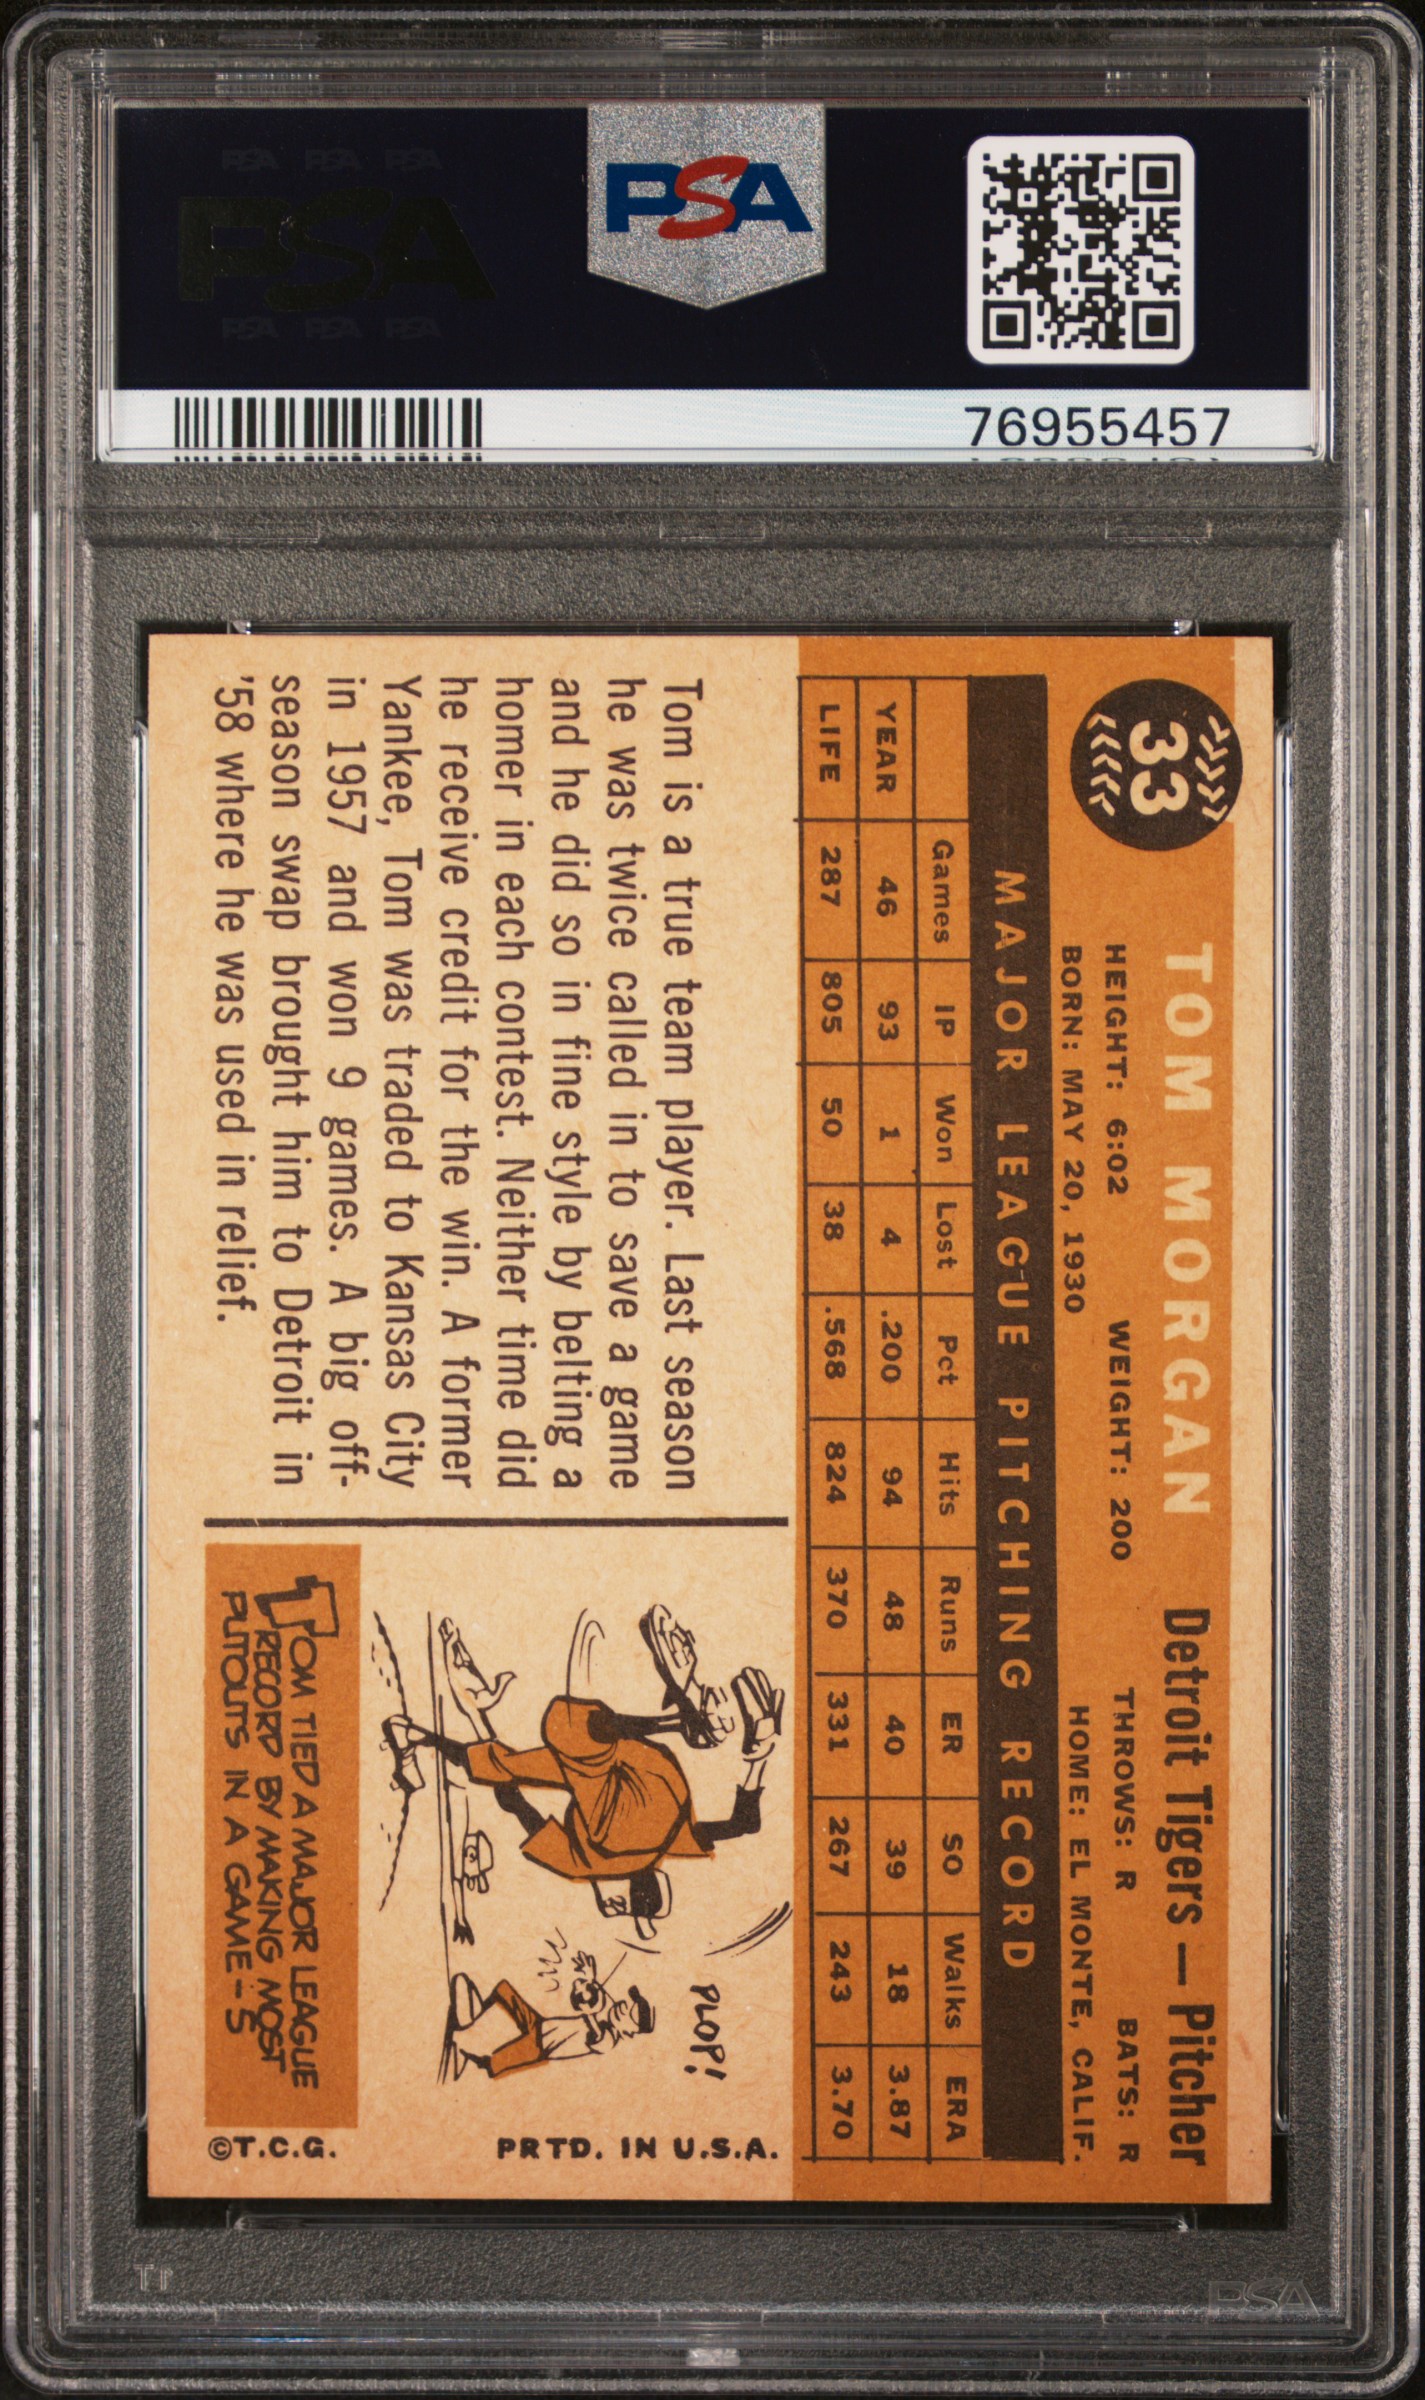 PSA PSA PSA
PSA
PSA PSA PSA
PSA
76955457
33
TOM MORGAN Detroit Tigers — Pitcher
HEIGHT: 6:02 WEIGHT: 200 THROWS: R BATS: R
BORN: MAY 20, 1930 HOME: EL MONTE, CALIF.
MAJOR LEAGUE PITCHING RECORD
Games IP Won Lost Pct Hits Runs ER SO Walks ERA
YEAR 46 93 1 4 .200 94 48 40 39 18 3.87
LIFE 287 805 50 38 .568 824 370 331 267 243 3.70
Tom is a true team player. Last season
he was twice called in to save a game
and he did so in fine style by belting a
homer in each contest. Neither time did
he receive credit for the win. A former
Yankee, Tom was traded to Kansas City
in 1957 and won 9 games. A big off-
season swap brought him to Detroit in
'58 where he was used in relief.
PLOP!
TOM TIED A MAJOR LEAGUE
RECORD BY MAKING MOST
PUTOUTS IN A GAME-5
©T.C.G. PRTD. IN U.S.A.
PSA